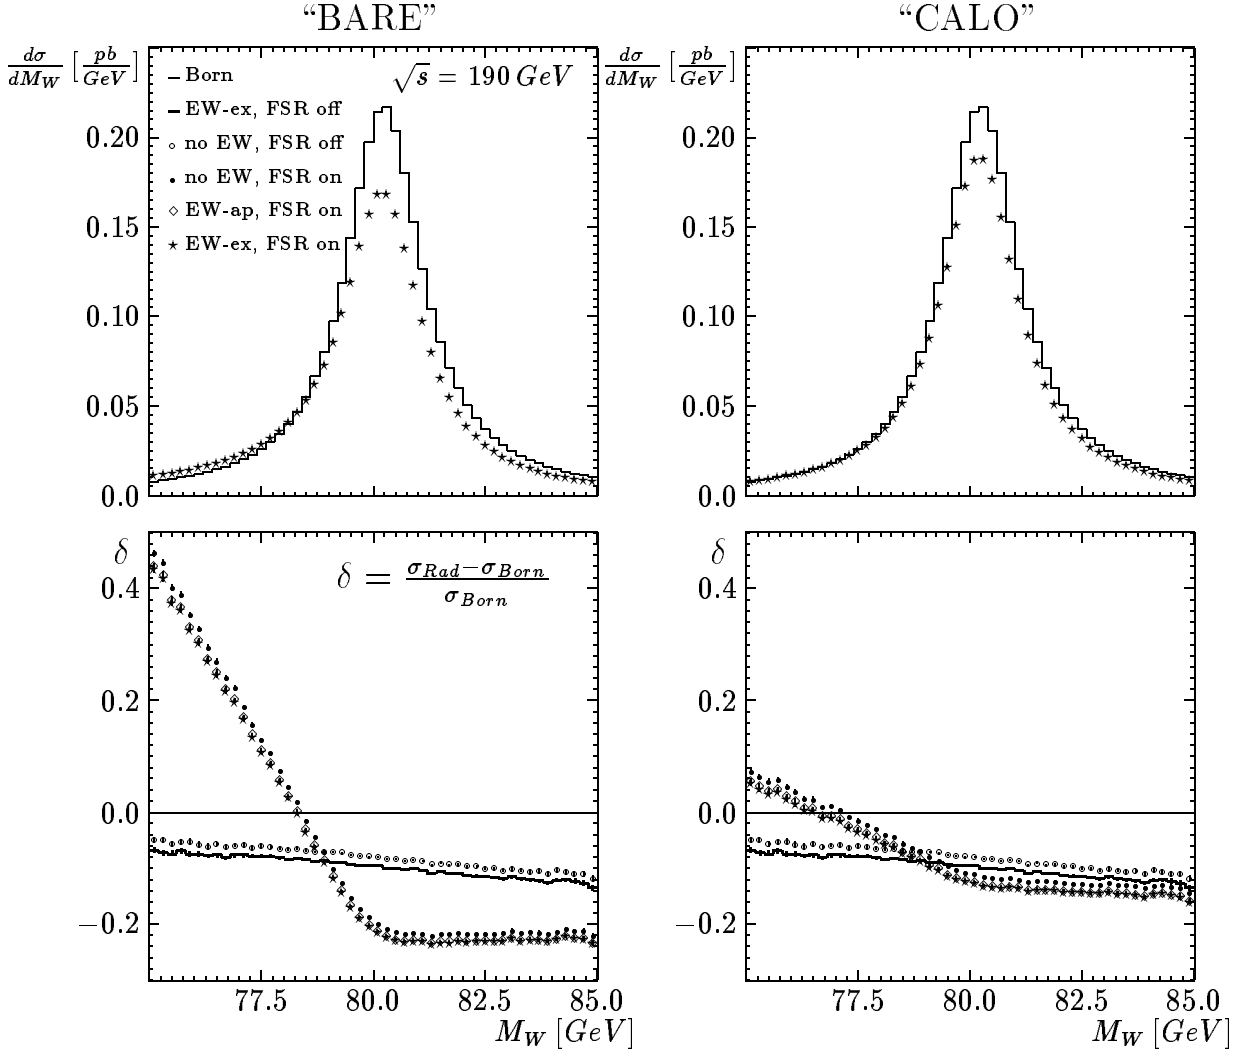 “BARE”
“CALO”
dσ/dM_W [pb/GeV]
Born
√s = 190 GeV
EW-ex, FSR off
no EW, FSR off
no EW, FSR on
EW-ap, FSR on
EW-ex, FSR on
0.20
0.15
0.10
0.05
0.0
dσ/dM_W [pb/GeV]
0.20
0.15
0.10
0.05
0.0
δ
δ = σ_Rad−σ_Born/σ_Born
0.4
0.2
0.0
−0.2
77.5 80.0 82.5 85.0
M_W [GeV]
δ
0.4
0.2
0.0
−0.2
77.5 80.0 82.5 85.0
M_W [GeV]